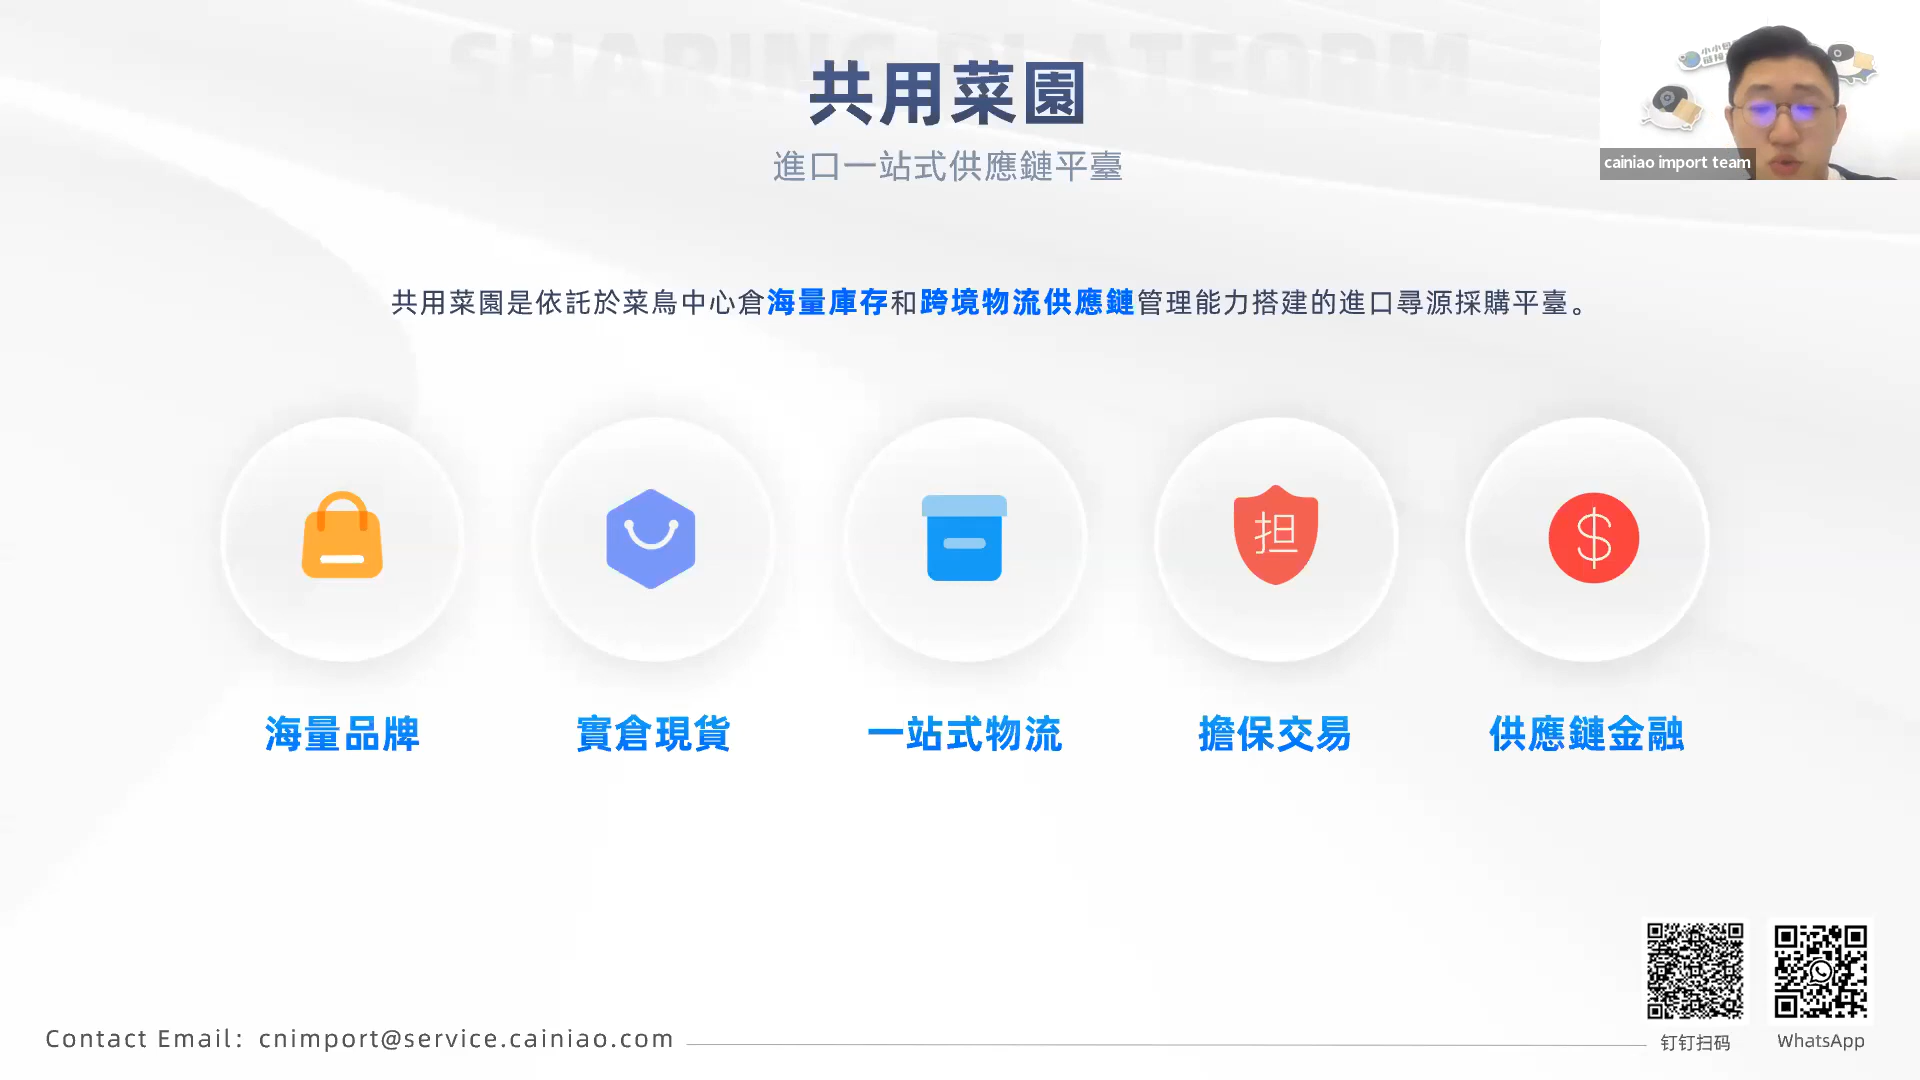 SHARING PLATFORM
共用菜園
進口一站式供應鏈平臺
cainiao import team
共用菜園是依託於菜鳥中心倉海量庫存和跨境物流供應鏈管理能力搭建的進口尋源採購平臺。
担
海量品牌
實倉現貨
一站式物流
擔保交易
供應鏈金融
Contact Email: cnimport@service.cainiao.com
钉钉扫码
WhatsApp